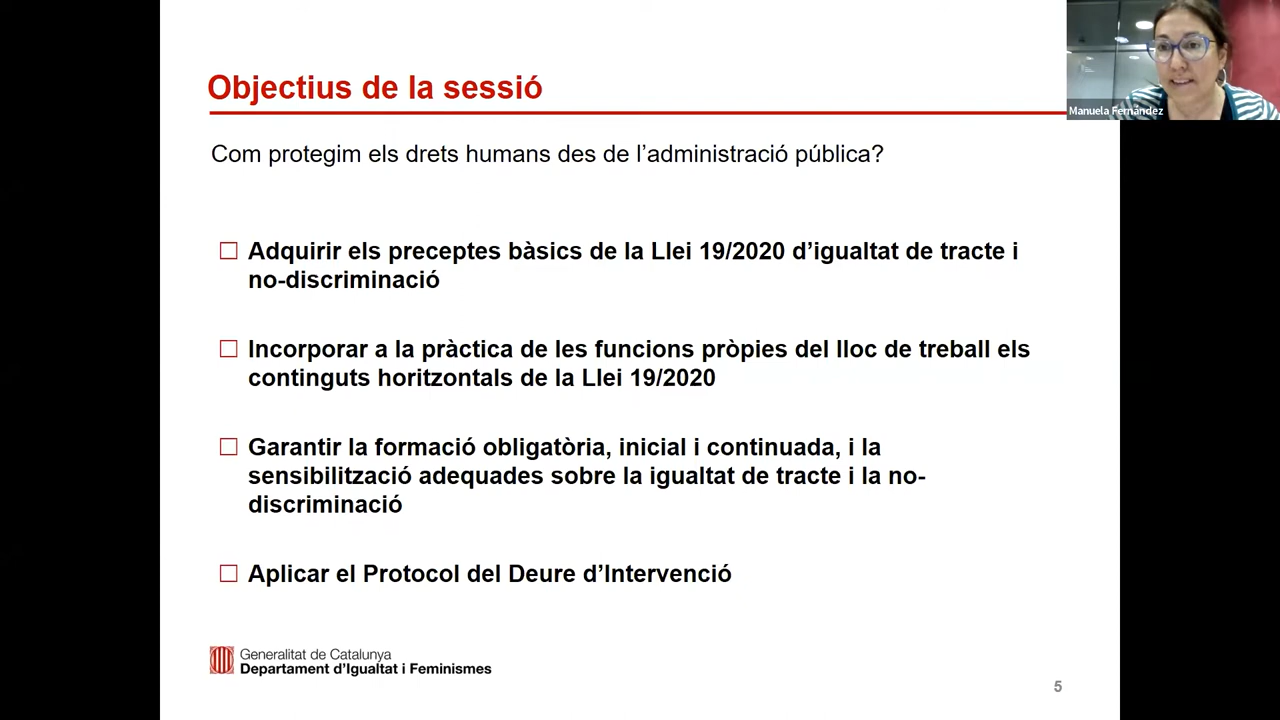 Objectius de la sessió
Manuela Fernández
Com protegim els drets humans des de l’administració pública?
☐ Adquirir els preceptes bàsics de la Llei 19/2020 d’igualtat de tracte i
no-discriminació
☐ Incorporar a la pràctica de les funcions pròpies del lloc de treball els
continguts horitzontals de la Llei 19/2020
☐ Garantir la formació obligatòria, inicial i continuada, i la
sensibilització adequades sobre la igualtat de tracte i la no-
discriminació
☐ Aplicar el Protocol del Deure d’Intervenció
Generalitat de Catalunya
Departament d’Igualtat i Feminismes
5